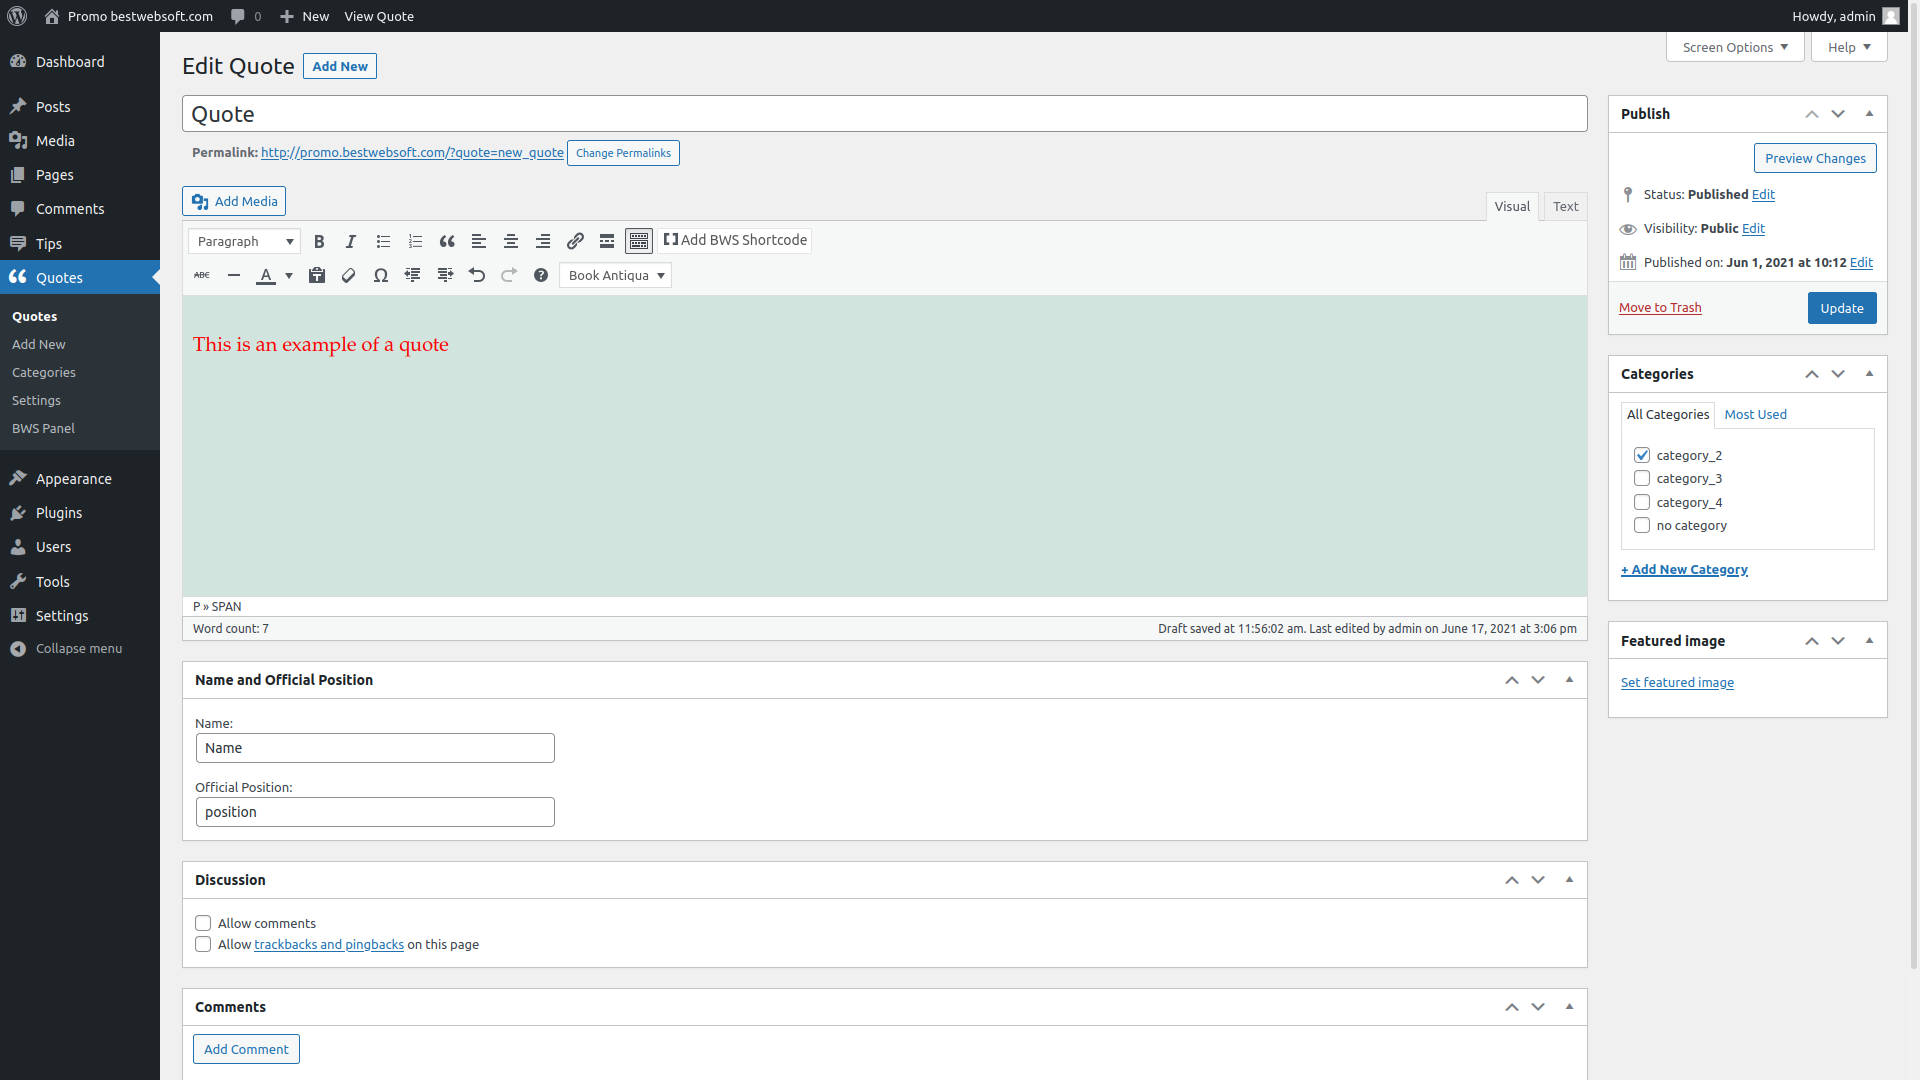 Promo bestwebsoft.com 0 New View Quote Howdy, admin
Dashboard
Posts
Media
Pages
Comments
Tips
Quotes
Quotes
Add New
Categories
Settings
BWS Panel
Appearance
Plugins
Users
Tools
Settings
Collapse menu
Screen Options Help
Edit Quote Add New
Quote
Permalink: http://promo.bestwebsoft.com/?quote=new_quote Change Permalinks
Add Media Visual Text
Paragraph B I Add BWS Shortcode
ABC A Book Antiqua
This is an example of a quote
P » SPAN
Word count: 7 Draft saved at 11:56:02 am. Last edited by admin on June 17, 2021 at 3:06 pm
Name and Official Position
Name:
Name
Official Position:
position
Discussion
Allow comments
Allow trackbacks and pingbacks on this page
Comments
Add Comment
Publish
Preview Changes
Status: Published Edit
Visibility: Public Edit
Published on: Jun 1, 2021 at 10:12 Edit
Move to Trash Update
Categories
All Categories Most Used
category_2
category_3
category_4
no category
+ Add New Category
Featured image
Set featured image